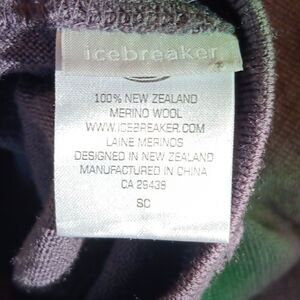 icebreaker
100% NEW ZEALAND
MERINO WOOL
WWW.ICEBREAKER.COM
LAINE MERINOS
DESIGNED IN NEW ZEALAND
MANUFACTURED IN CHINA
CA 29438
SC